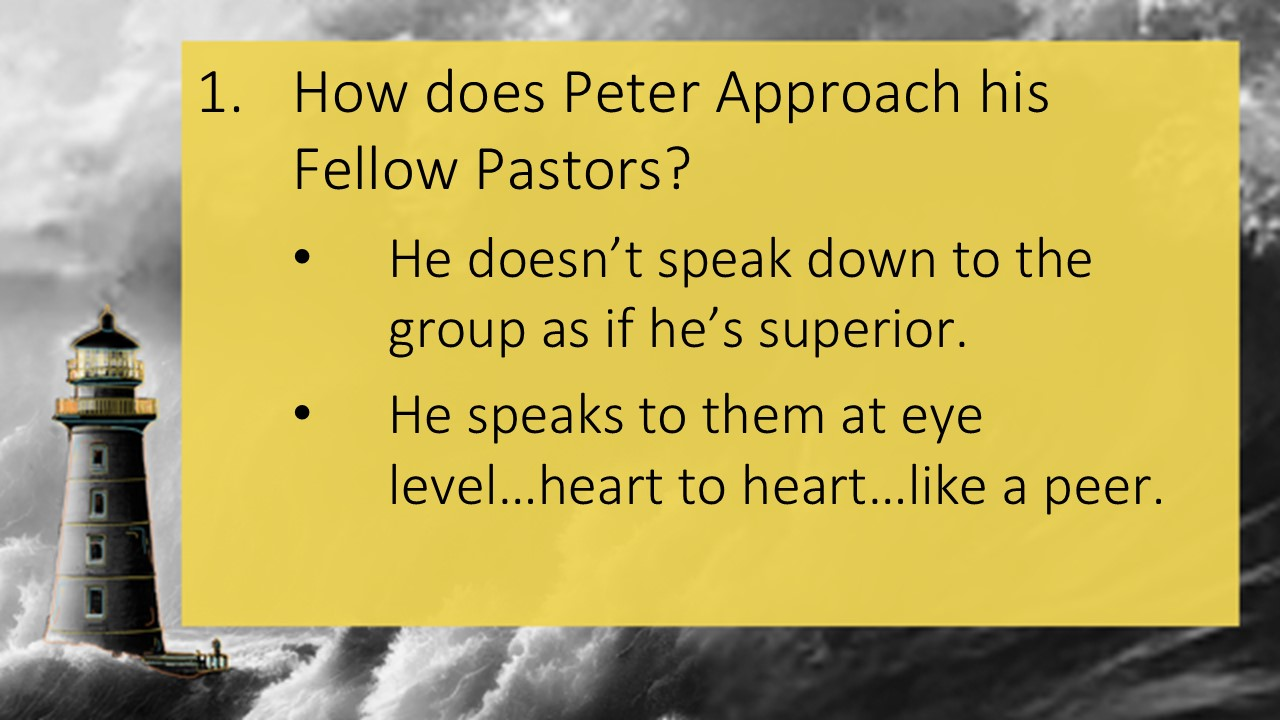 1. How does Peter Approach his
Fellow Pastors?
• He doesn’t speak down to the
group as if he’s superior.
• He speaks to them at eye
level…heart to heart…like a peer.